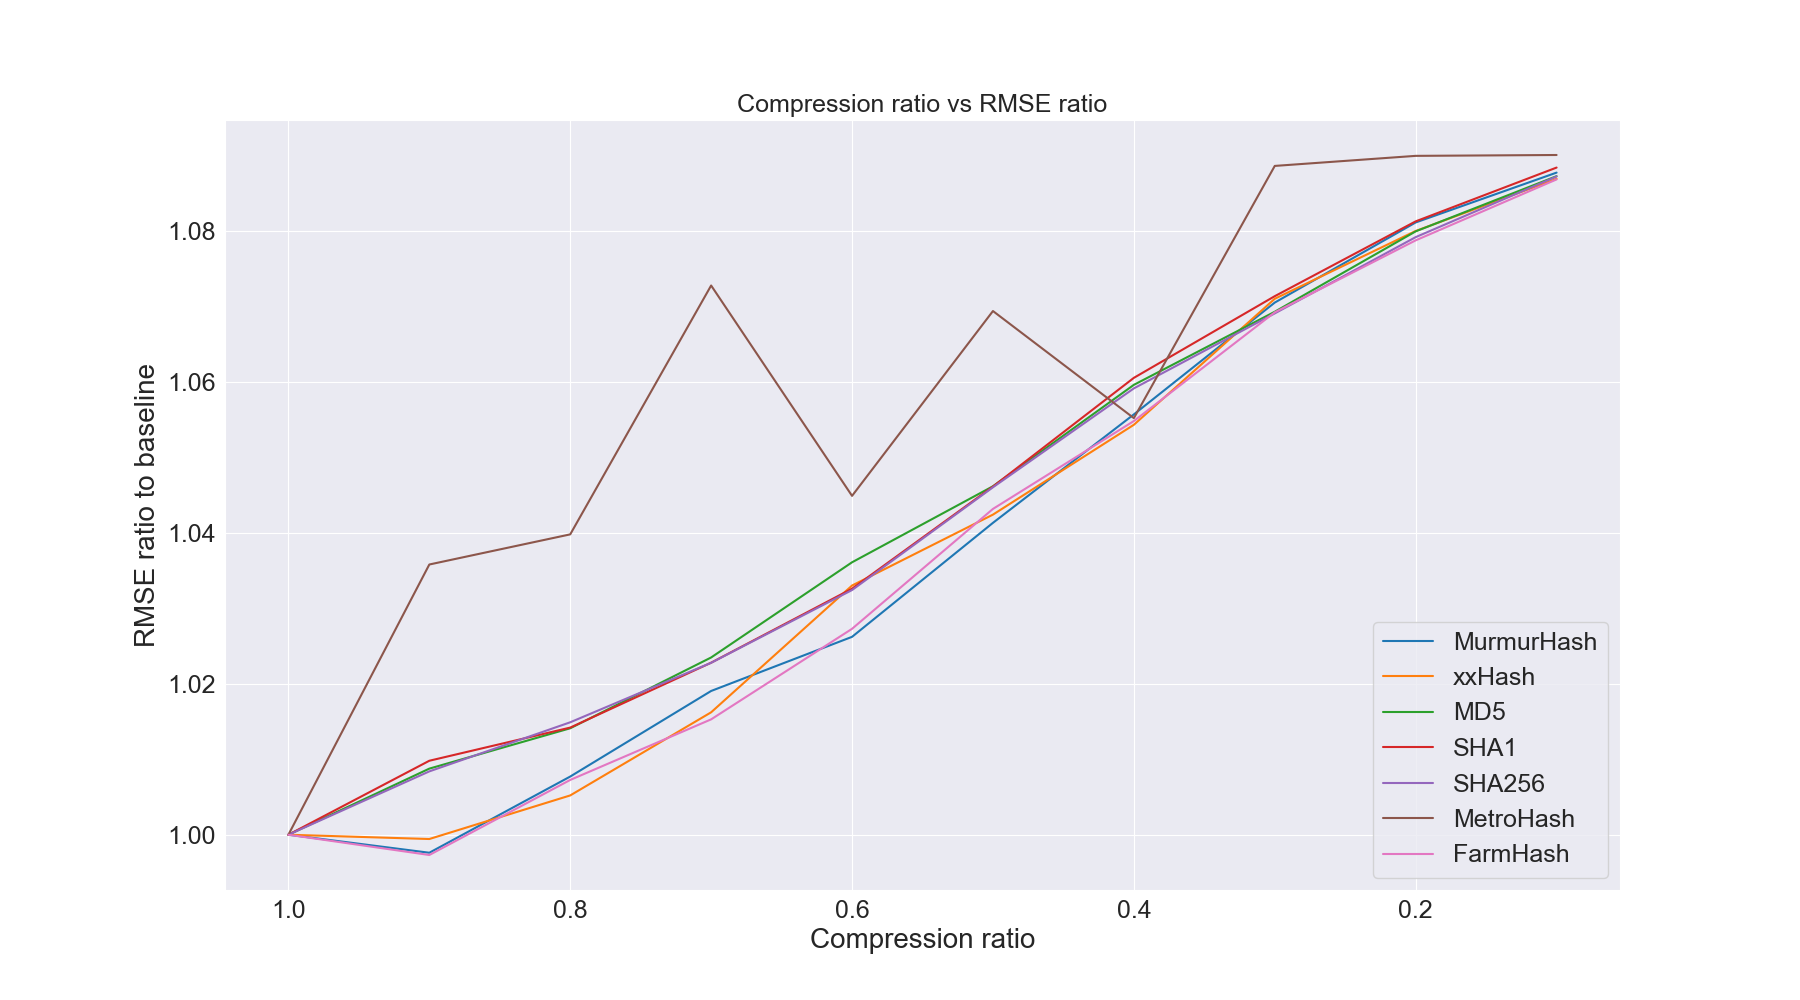 Compression ratio vs RMSE ratio
RMSE ratio to baseline
1.08
1.06
1.04
1.02
1.00
MurmurHash
xxHash
MD5
SHA1
SHA256
MetroHash
FarmHash
1.0 0.8 0.6 0.4 0.2
Compression ratio